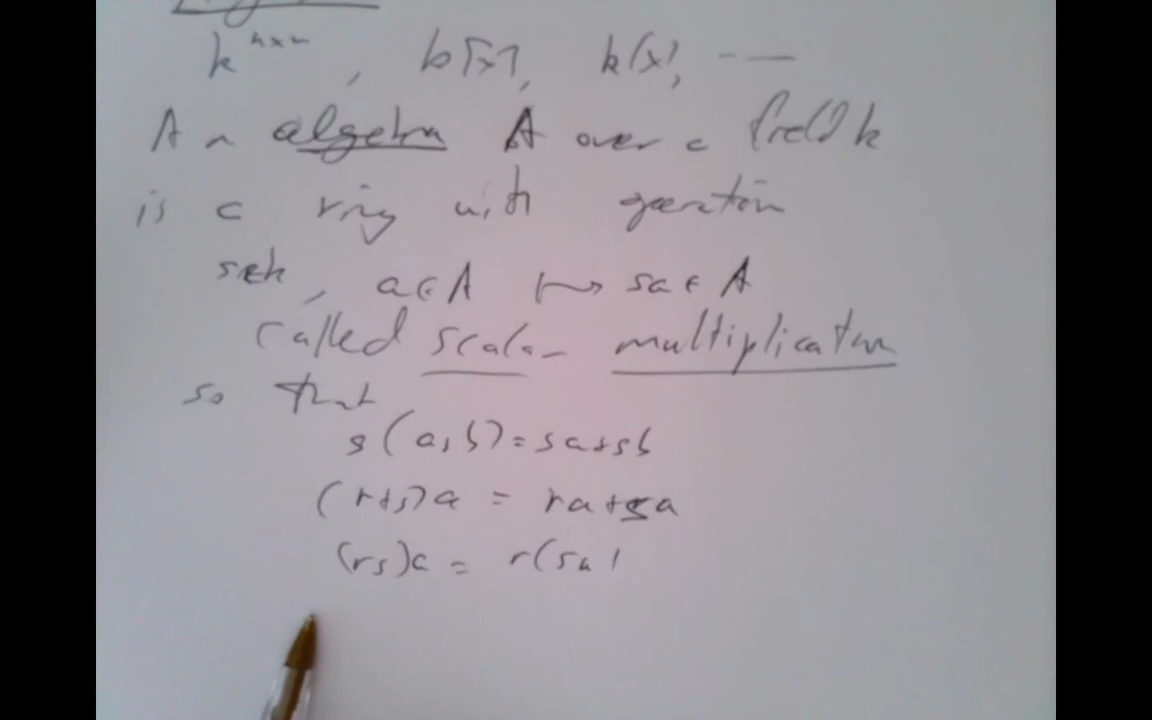 k^{n×n}, k[x], k(x), ---
An algebra A over a field k
is a ring with operation
s∈k, a∈A ↦ sa∈A
called scalar multiplication
so that
s(a+b)=sa+sb
(r+s)a = ra+sa
(rs)a = r(sa)